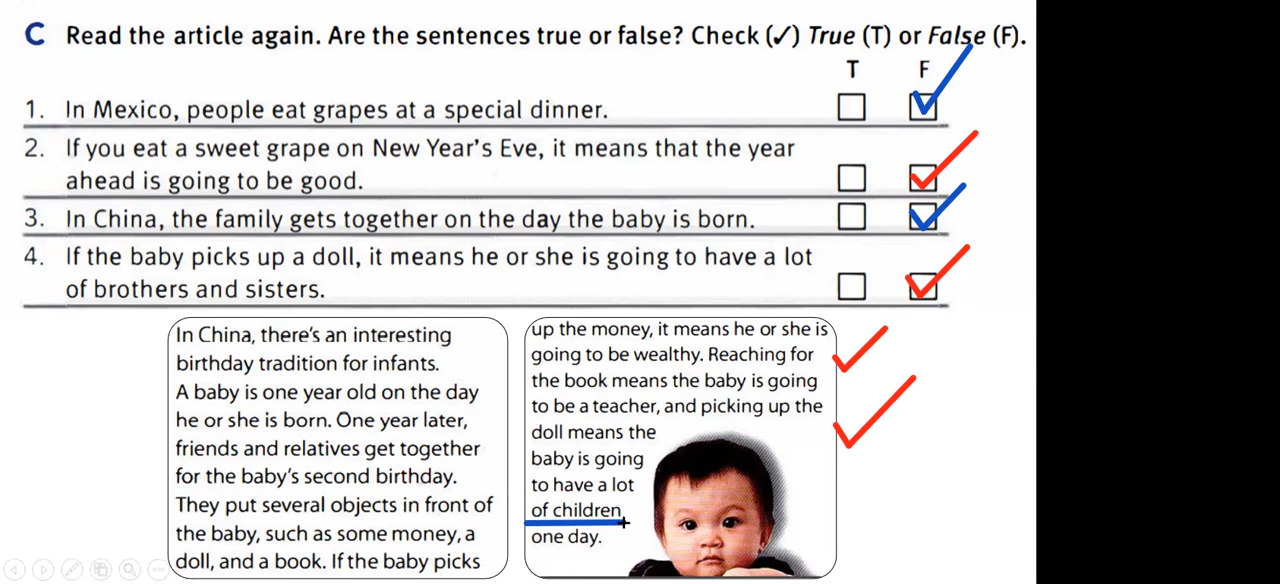 C Read the article again. Are the sentences true or false? Check (✓) True (T) or False (F).
T F
1. In Mexico, people eat grapes at a special dinner.
2. If you eat a sweet grape on New Year's Eve, it means that the year
ahead is going to be good.
3. In China, the family gets together on the day the baby is born.
4. If the baby picks up a doll, it means he or she is going to have a lot
of brothers and sisters.
In China, there's an interesting
birthday tradition for infants.
A baby is one year old on the day
he or she is born. One year later,
friends and relatives get together
for the baby's second birthday.
They put several objects in front of
the baby, such as some money, a
doll, and a book. If the baby picks
up the money, it means he or she is
going to be wealthy. Reaching for
the book means the baby is going
to be a teacher, and picking up the
doll means the
baby is going
to have a lot
of children
one day.